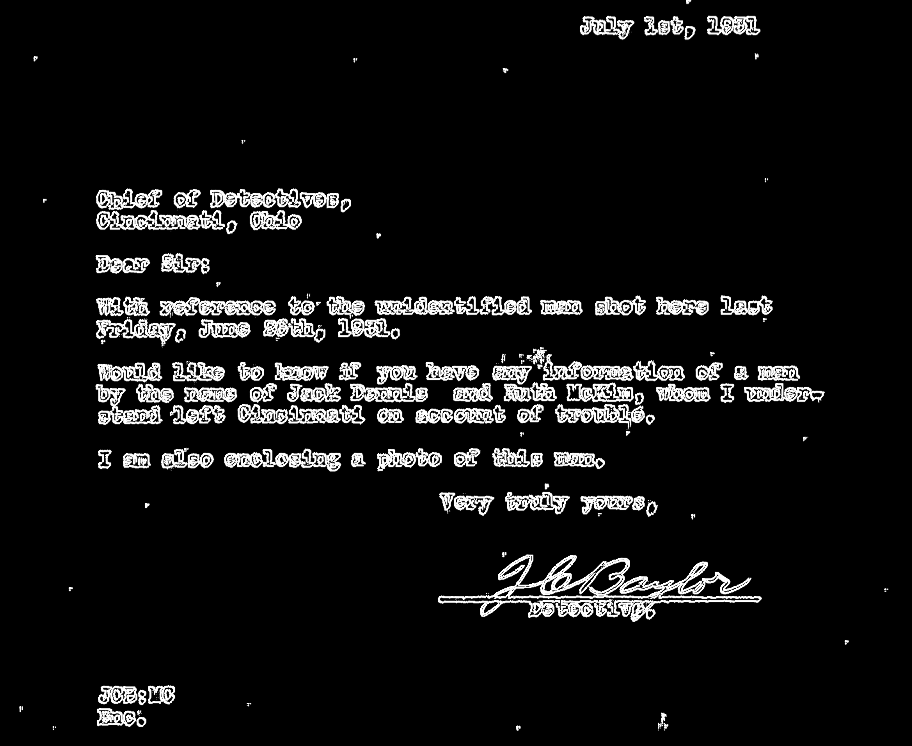 July 1st, 1931
Chief of Detectives,
Cincinnati, Ohio
Dear Sir:
With reference to the unidentified man shot here last
Friday, June 26th, 1931.
Would like to know if you have any information of a man
by the name of Jack Dennis and Ruth McKim, whom I under-
stand left Cincinnati on account of trouble.
I am also enclosing a photo of this man.
Very truly yours,
J C Baylor
Detective.
JCB:MC
Enc.